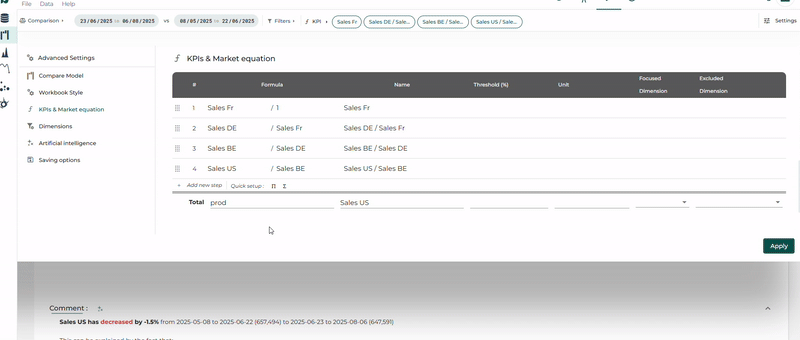 File Data Help
Comparison 23/06/2025 06/08/2025 vs 08/05/2025 22/06/2025 Filters KPI Sales Fr Sales DE / Sale... Sales BE / Sale... Sales US / Sale... Settings
Advanced Settings
Compare Model
Workbook Style
KPIs & Market equation
Dimensions
Artificial intelligence
Saving options
KPIs & Market equation
# Formula Name Threshold (%) Unit Focused Dimension Excluded Dimension
1 Sales Fr / 1 Sales Fr
2 Sales DE / Sales Fr Sales DE / Sales Fr
3 Sales BE / Sales DE Sales BE / Sales DE
4 Sales US / Sales BE Sales US / Sales BE
+ Add new step Quick setup : Π Σ
Total prod Sales US
Apply
Comment :
Sales US has decreased by -1.5% from 2025-05-08 to 2025-06-22 (657,494) to 2025-06-23 to 2025-08-06 (647,591)